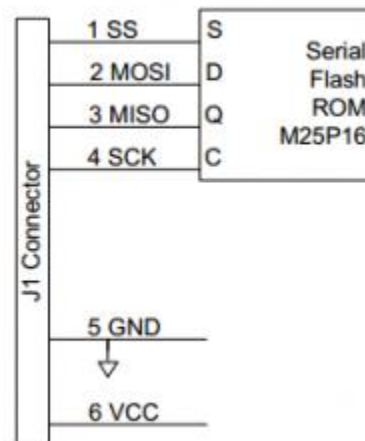 J1 Connector
1 SS
2 MOSI
3 MISO
4 SCK
5 GND
6 VCC
S
D
Q
C
Serial
Flash
ROM
M25P16